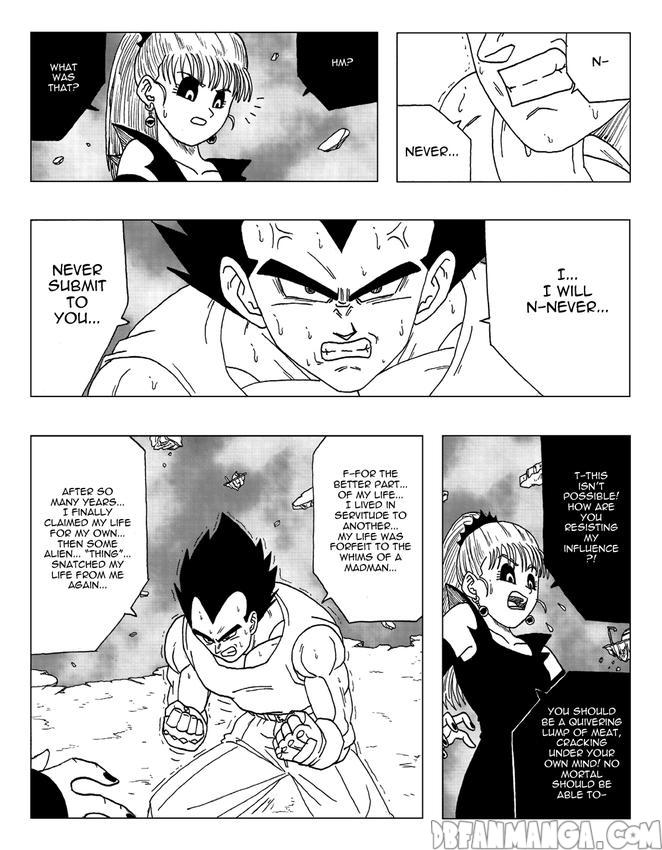 N-
NEVER...
HM?
WHAT
WAS
THAT?
I...
I WILL
N-NEVER...
NEVER
SUBMIT
TO
YOU...
T-THIS
ISN'T
POSSIBLE!
HOW ARE
YOU
RESISTING
MY
INFLUENCE
?!
YOU SHOULD
BE A QUIVERING
LUMP OF MEAT,
CRACKING
UNDER YOUR
OWN MIND! NO
MORTAL
SHOULD BE
ABLE TO-
F-FOR THE
BETTER PART...
OF MY LIFE...
I LIVED IN
SERVITUDE TO
ANOTHER...
MY LIFE WAS
FORFEIT TO THE
WHIMS OF A
MADMAN...
AFTER SO
MANY YEARS...
I FINALLY
CLAIMED MY LIFE
FOR MY OWN...
THEN SOME
ALIEN... "THING"...
SNATCHED MY
LIFE FROM ME
AGAIN...
DBFANMANGA.COM